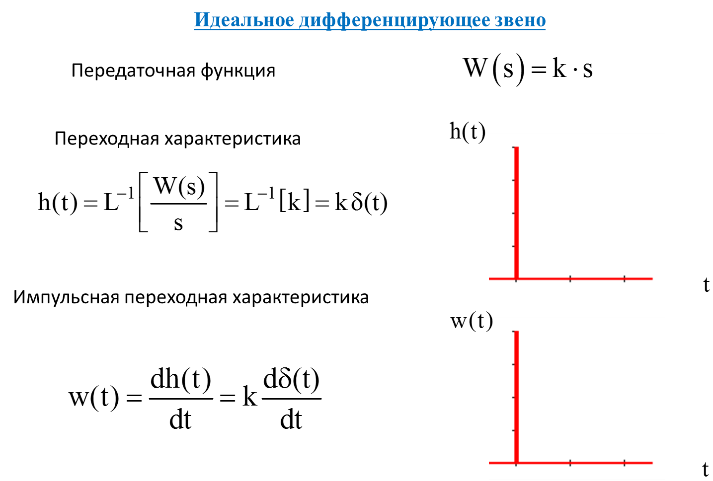 Идеальное дифференцирующее звено
Передаточная функция
W(s) = k · s
Переходная характеристика
h(t) = L⁻¹[W(s)/s] = L⁻¹[k] = k δ(t)
h(t)
t
Импульсная переходная характеристика
w(t) = dh(t)/dt = k dδ(t)/dt
w(t)
t